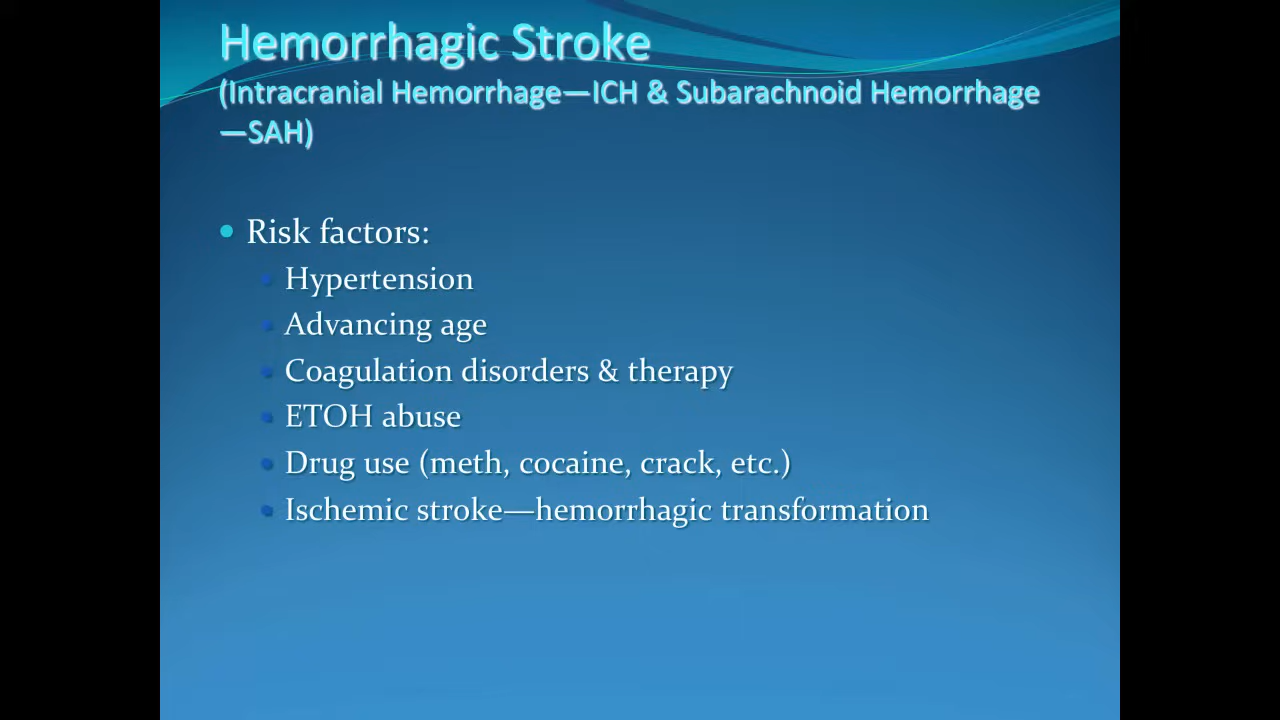 Hemorrhagic Stroke
(Intracranial Hemorrhage—ICH & Subarachnoid Hemorrhage
—SAH)
Risk factors:
Hypertension
Advancing age
Coagulation disorders & therapy
ETOH abuse
Drug use (meth, cocaine, crack, etc.)
Ischemic stroke—hemorrhagic transformation